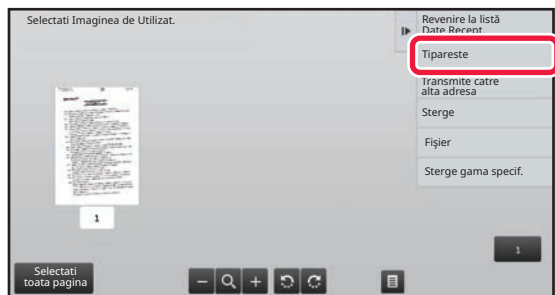 Selectati Imaginea de Utilizat.
Revenire la listă
Date Recept.
Tipareste
Transmite catre
alta adresa
Sterge
Fişier
Sterge gama specif.
1
1
Selectati
toata pagina